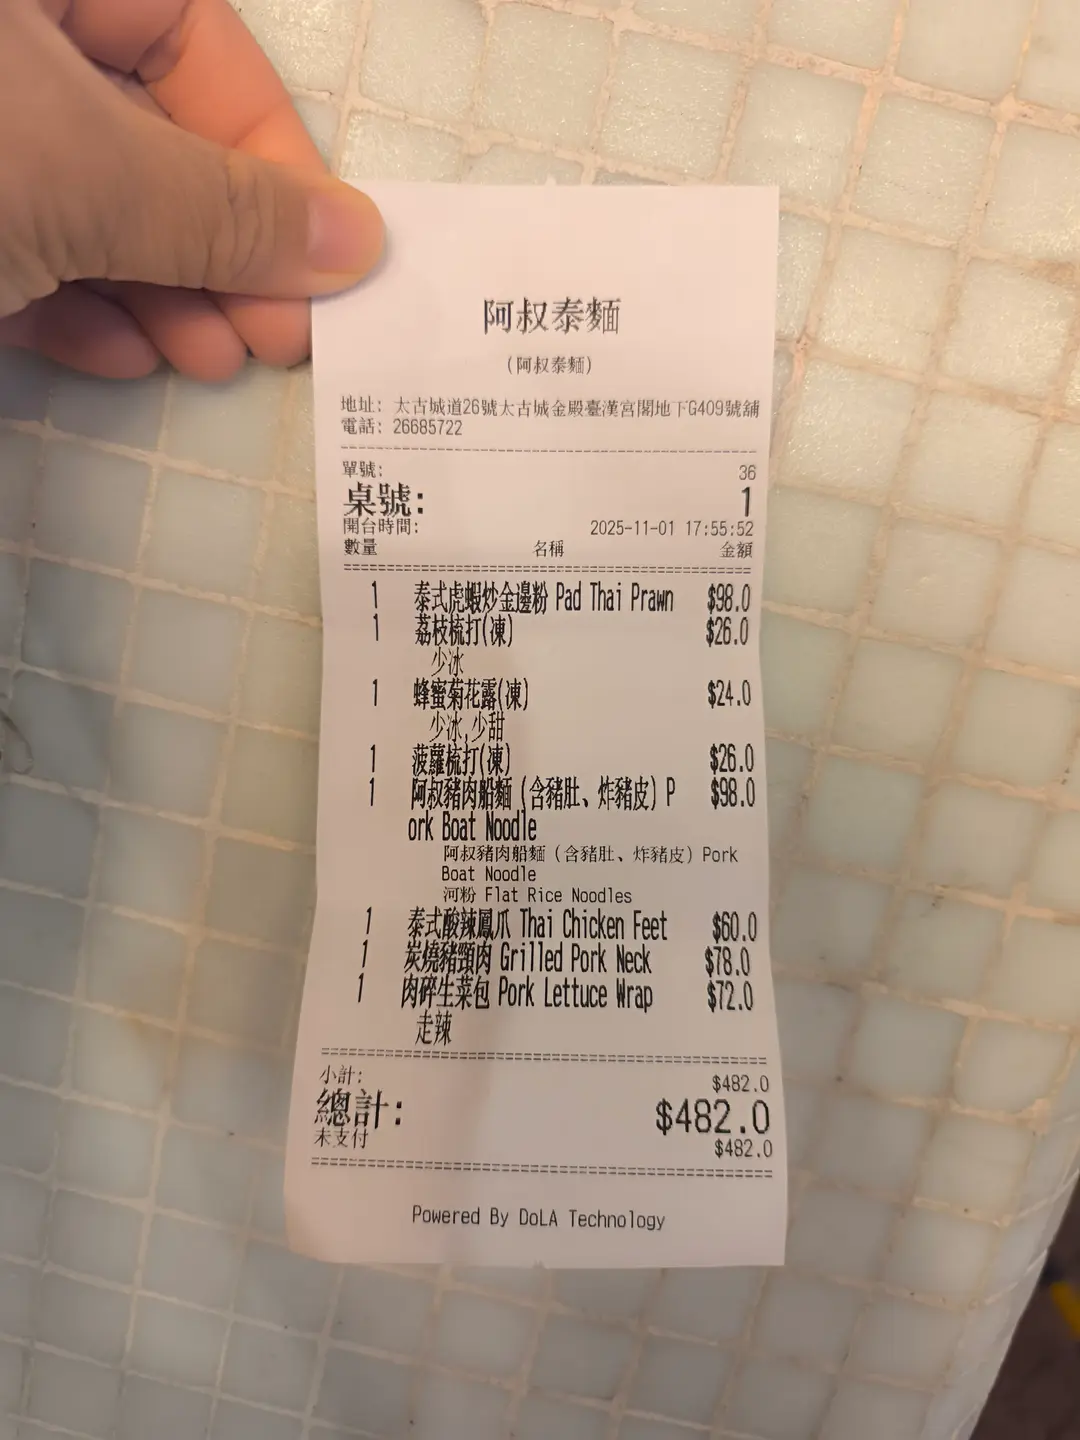 阿叔泰麵
(阿叔泰麵)
地址: 太古城道26號太古城金殿臺漢宮閣地下G409號舖
電話: 26685722
單號: 36
桌號: 1
開台時間: 2025-11-01 17:55:52
數量 名稱 金額
1 泰式虎蝦炒金邊粉 Pad Thai Prawn $98.0
1 荔枝梳打(凍) $26.0
少冰
1 蜂蜜菊花露(凍) $24.0
少冰,少甜
1 菠蘿梳打(凍) $26.0
1 阿叔豬肉船麵 (含豬肚、炸豬皮) P $98.0
ork Boat Noodle
阿叔豬肉船麵 (含豬肚、炸豬皮) Pork
Boat Noodle
河粉 Flat Rice Noodles
1 泰式酸辣鳳爪 Thai Chicken Feet $60.0
1 炭燒豬頸肉 Grilled Pork Neck $78.0
1 肉碎生菜包 Pork Lettuce Wrap $72.0
走辣
小計: $482.0
總計: $482.0
未支付 $482.0
Powered By DoLA Technology